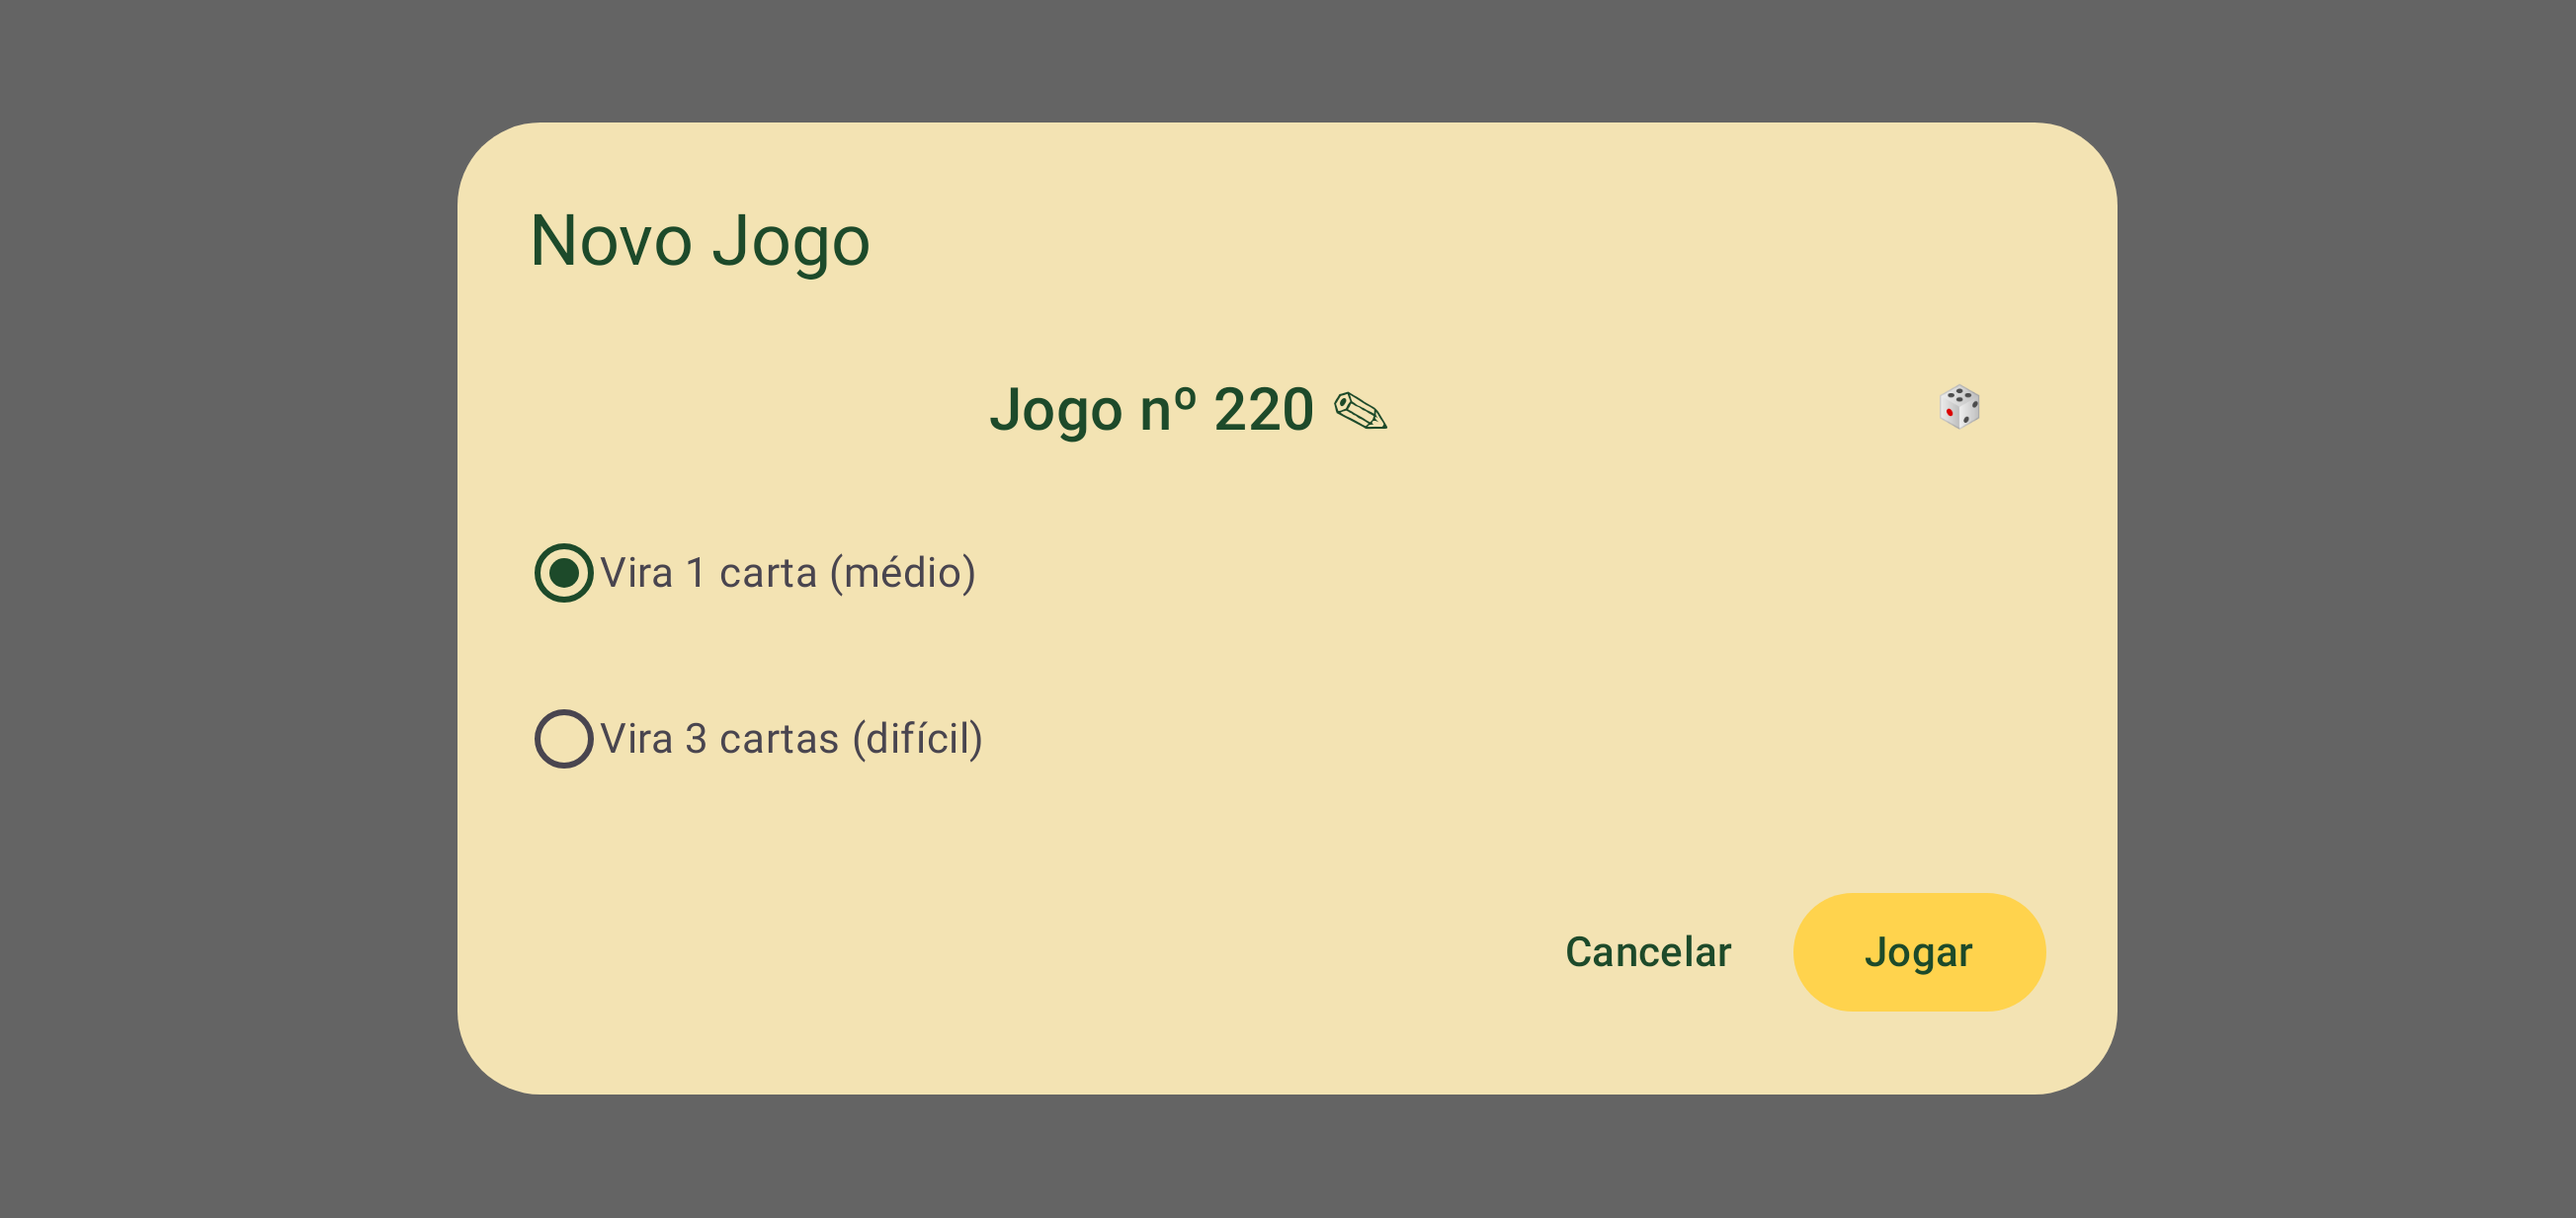 Novo Jogo
Jogo nº 220 ✎
Vira 1 carta (médio)
Vira 3 cartas (difícil)
Cancelar
Jogar